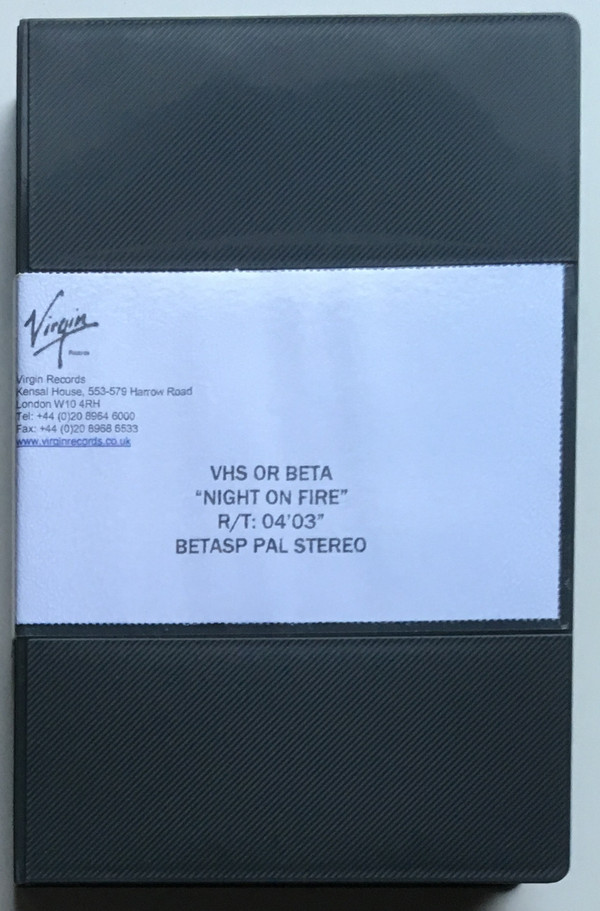 Virgin
Records
Virgin Records
Kensal House, 553-579 Harrow Road
London W10 4RH
Tel: +44 (0)20 8964 6000
Fax: +44 (0)20 8968 6533
www.virginrecords.co.uk
VHS OR BETA
"NIGHT ON FIRE"
R/T: 04'03"
BETASP PAL STEREO